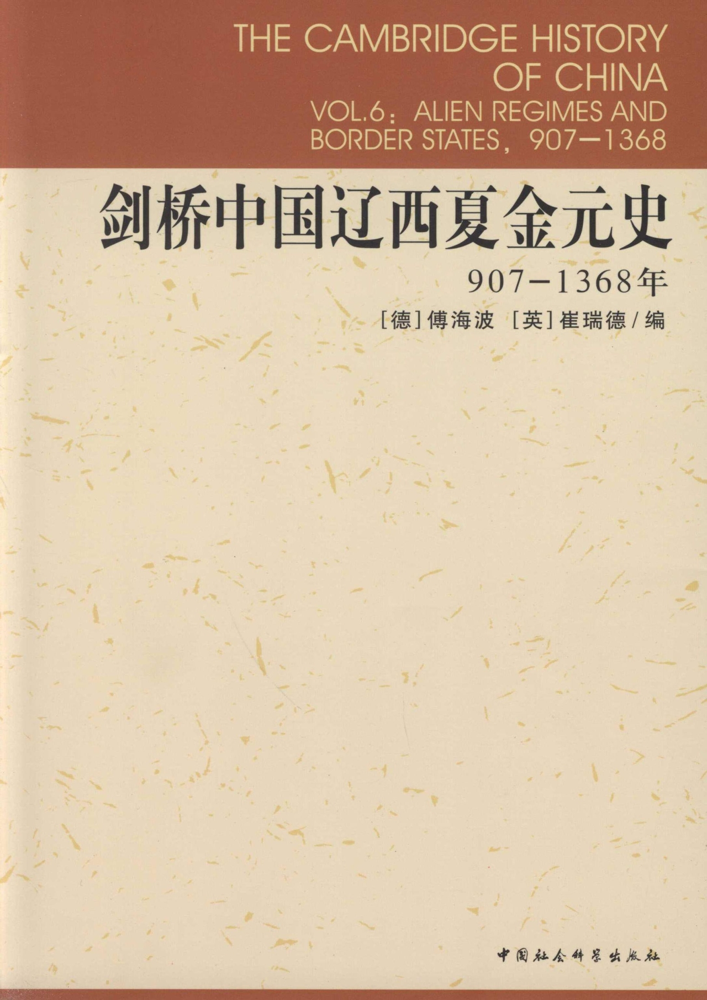 THE CAMBRIDGE HISTORY
OF CHINA
VOL.6：ALIEN REGIMES AND
BORDER STATES，907－1368
剑桥中国辽西夏金元史
907－1368年
［德］傅海波 ［英］崔瑞德 / 编
中国社会科学出版社